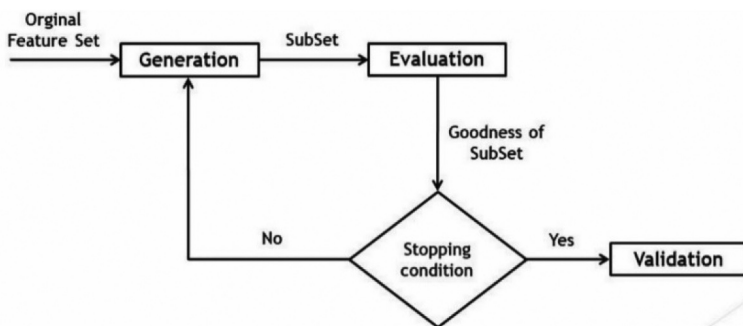 Orginal
Feature Set
Generation
SubSet
Evaluation
Goodness of
SubSet
Stopping
condition
No
Yes
Validation